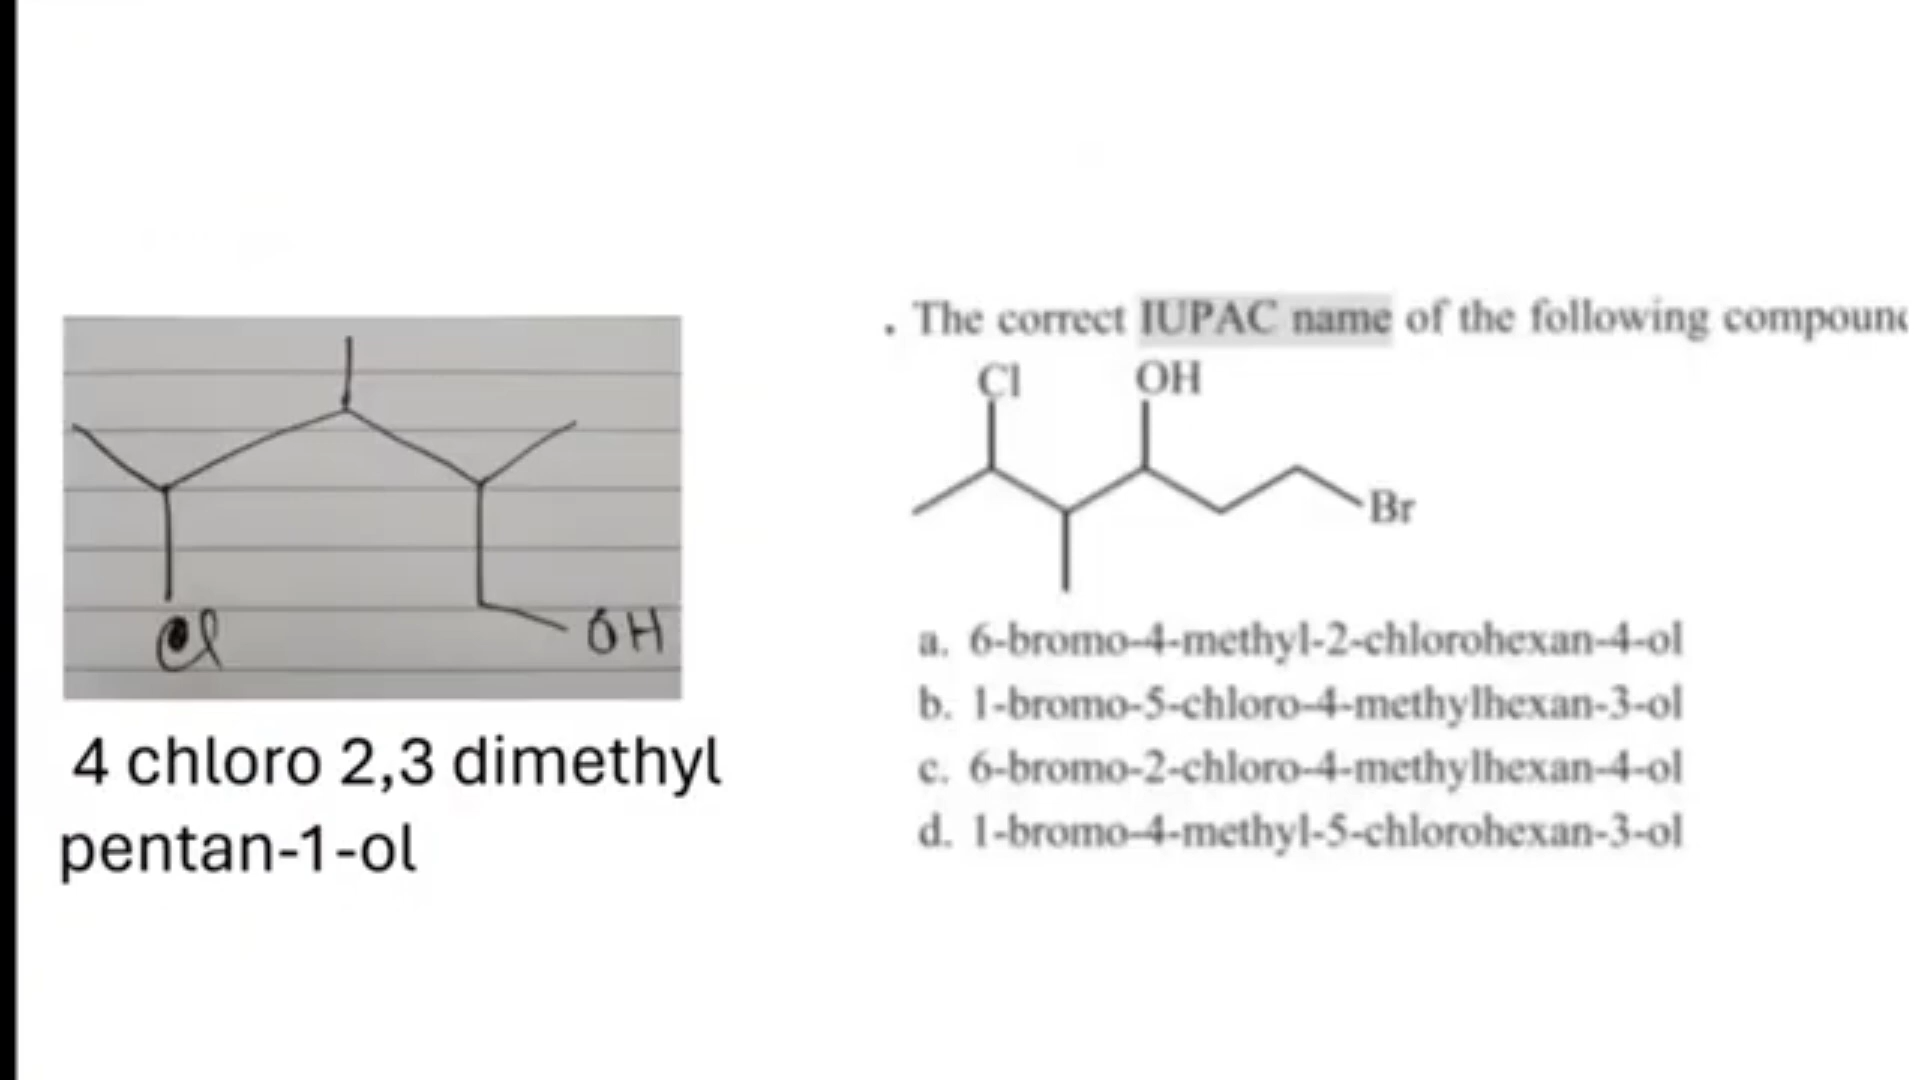 Cl
OH
4 chloro 2,3 dimethyl
pentan-1-ol
. The correct IUPAC name of the following
Cl
OH
Br
a. 6-bromo-4-methyl-2-chlorohexan-4-ol
b. 1-bromo-5-chloro-4-methylhexan-3-ol
c. 6-bromo-2-chloro-4-methylhexan-4-ol
d. 1-bromo-4-methyl-5-chlorohexan-3-ol